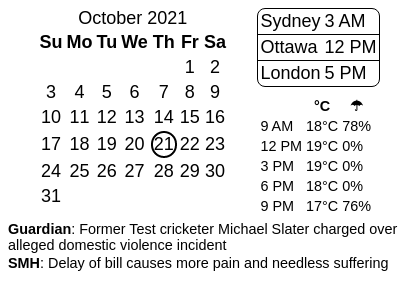 October 2021
Su Mo Tu We Th Fr Sa
1 2
3 4 5 6 7 8 9
10 11 12 13 14 15 16
17 18 19 20 21 22 23
24 25 26 27 28 29 30
31
Sydney 3 AM
Ottawa 12 PM
London 5 PM
°C ☂
9 AM 18°C 78%
12 PM 19°C 0%
3 PM 19°C 0%
6 PM 18°C 0%
9 PM 17°C 76%
Guardian: Former Test cricketer Michael Slater charged over
alleged domestic violence incident
SMH: Delay of bill causes more pain and needless suffering